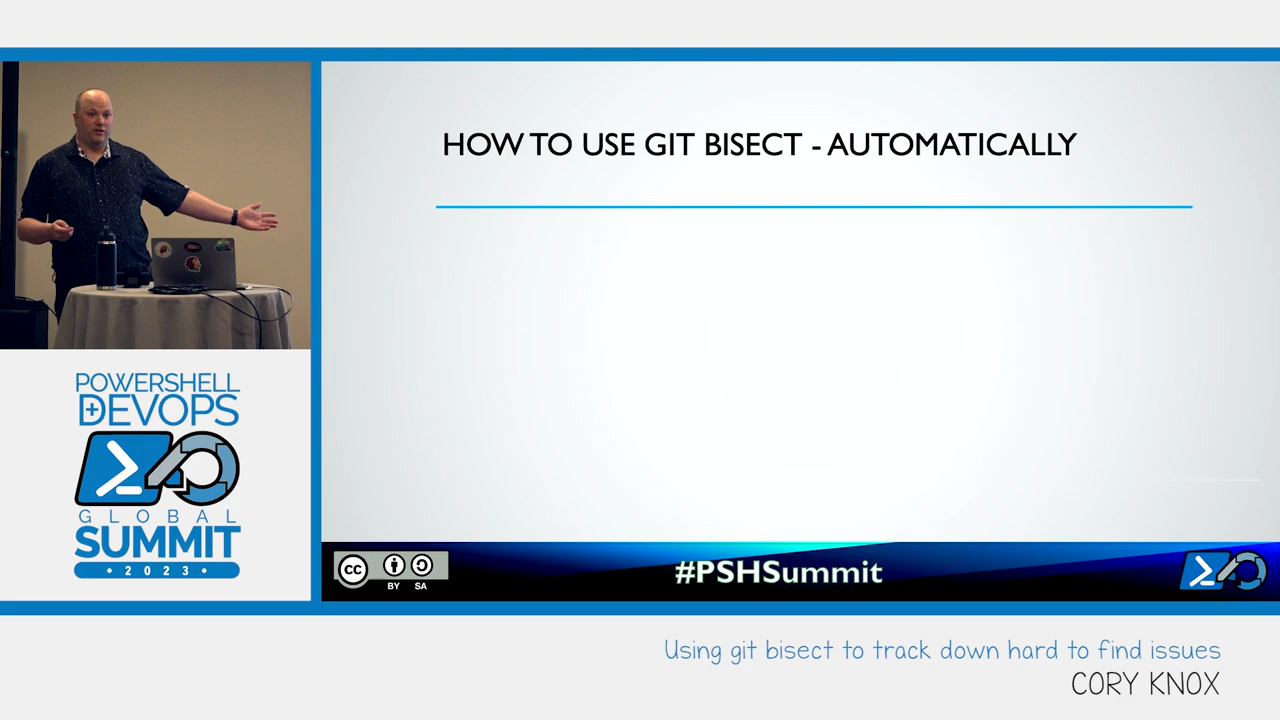 HOW TO USE GIT BISECT - AUTOMATICALLY
POWERSHELL
+DEVOPS
GLOBAL
SUMMIT
• 2023 •
cc
BY SA
#PSHSummit
Using git bisect to track down hard to find issues
CORY KNOX